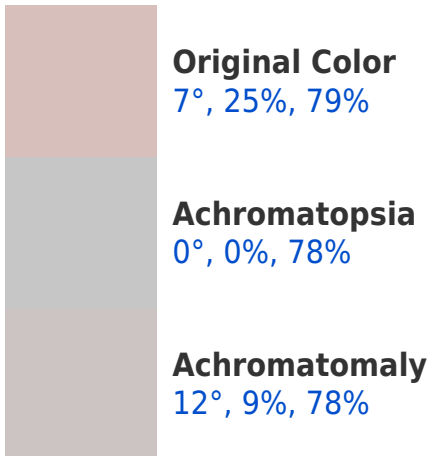 Original Color
7°, 25%, 79%
Achromatopsia
0°, 0%, 78%
Achromatomaly
12°, 9%, 78%